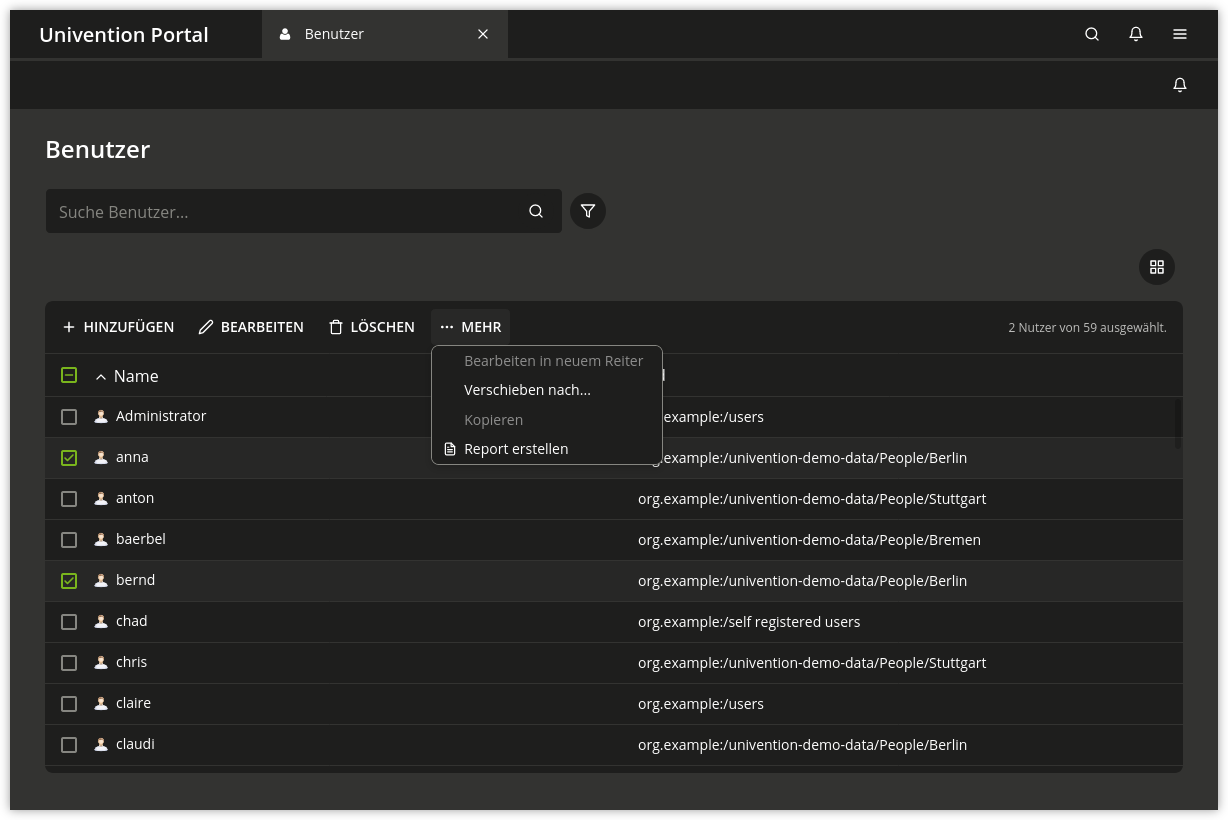 Univention Portal
Benutzer
Benutzer
Suche Benutzer...
HINZUFÜGEN BEARBEITEN LÖSCHEN MEHR 2 Nutzer von 59 ausgewählt.
Bearbeiten in neuem Reiter
Verschieben nach...
Kopieren
Report erstellen
Name
Administrator example:/users
anna org.example:/univention-demo-data/People/Berlin
anton org.example:/univention-demo-data/People/Stuttgart
baerbel org.example:/univention-demo-data/People/Bremen
bernd org.example:/univention-demo-data/People/Berlin
chad org.example:/self registered users
chris org.example:/univention-demo-data/People/Stuttgart
claire org.example:/users
claudi org.example:/univention-demo-data/People/Berlin